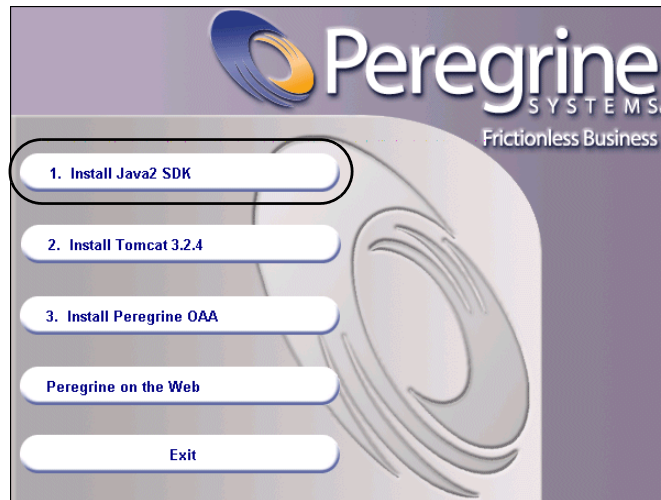 Peregrine
SYSTEMS
Frictionless Business
1. Install Java2 SDK
2. Install Tomcat 3.2.4
3. Install Peregrine OAA
Peregrine on the Web
Exit